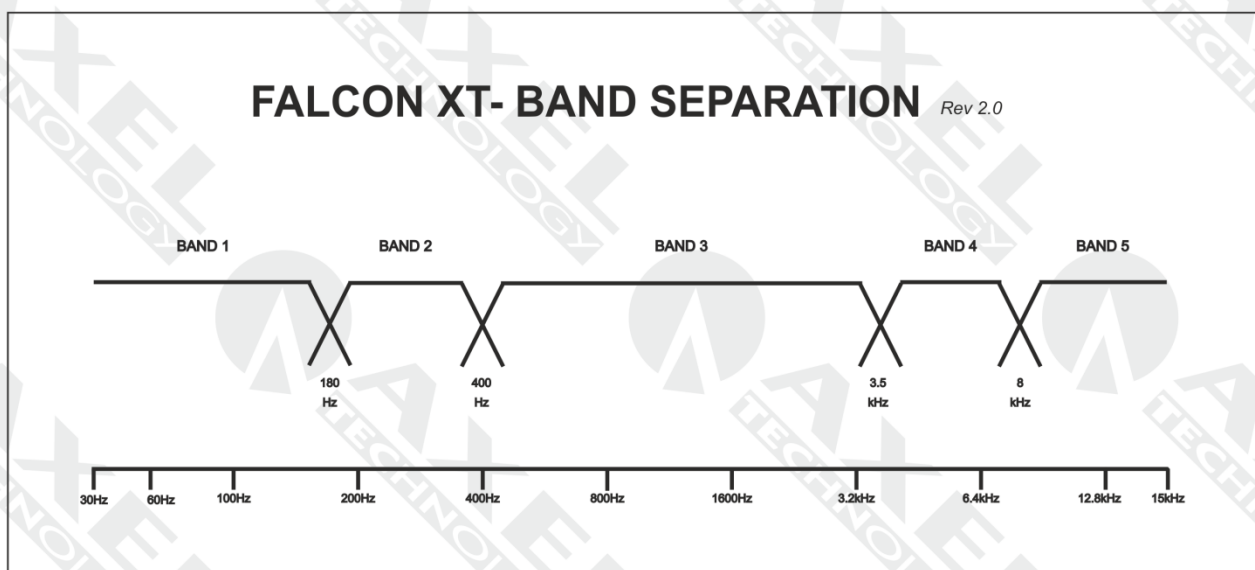 FALCON XT- BAND SEPARATION Rev 2.0
BAND 1 BAND 2 BAND 3 BAND 4 BAND 5
180 400 3.5 8
Hz Hz kHz kHz
30Hz 60Hz 100Hz 200Hz 400Hz 800Hz 1600Hz 3.2kHz 6.4kHz 12.8kHz 15kHz
AXEL
TECHNOLOGY